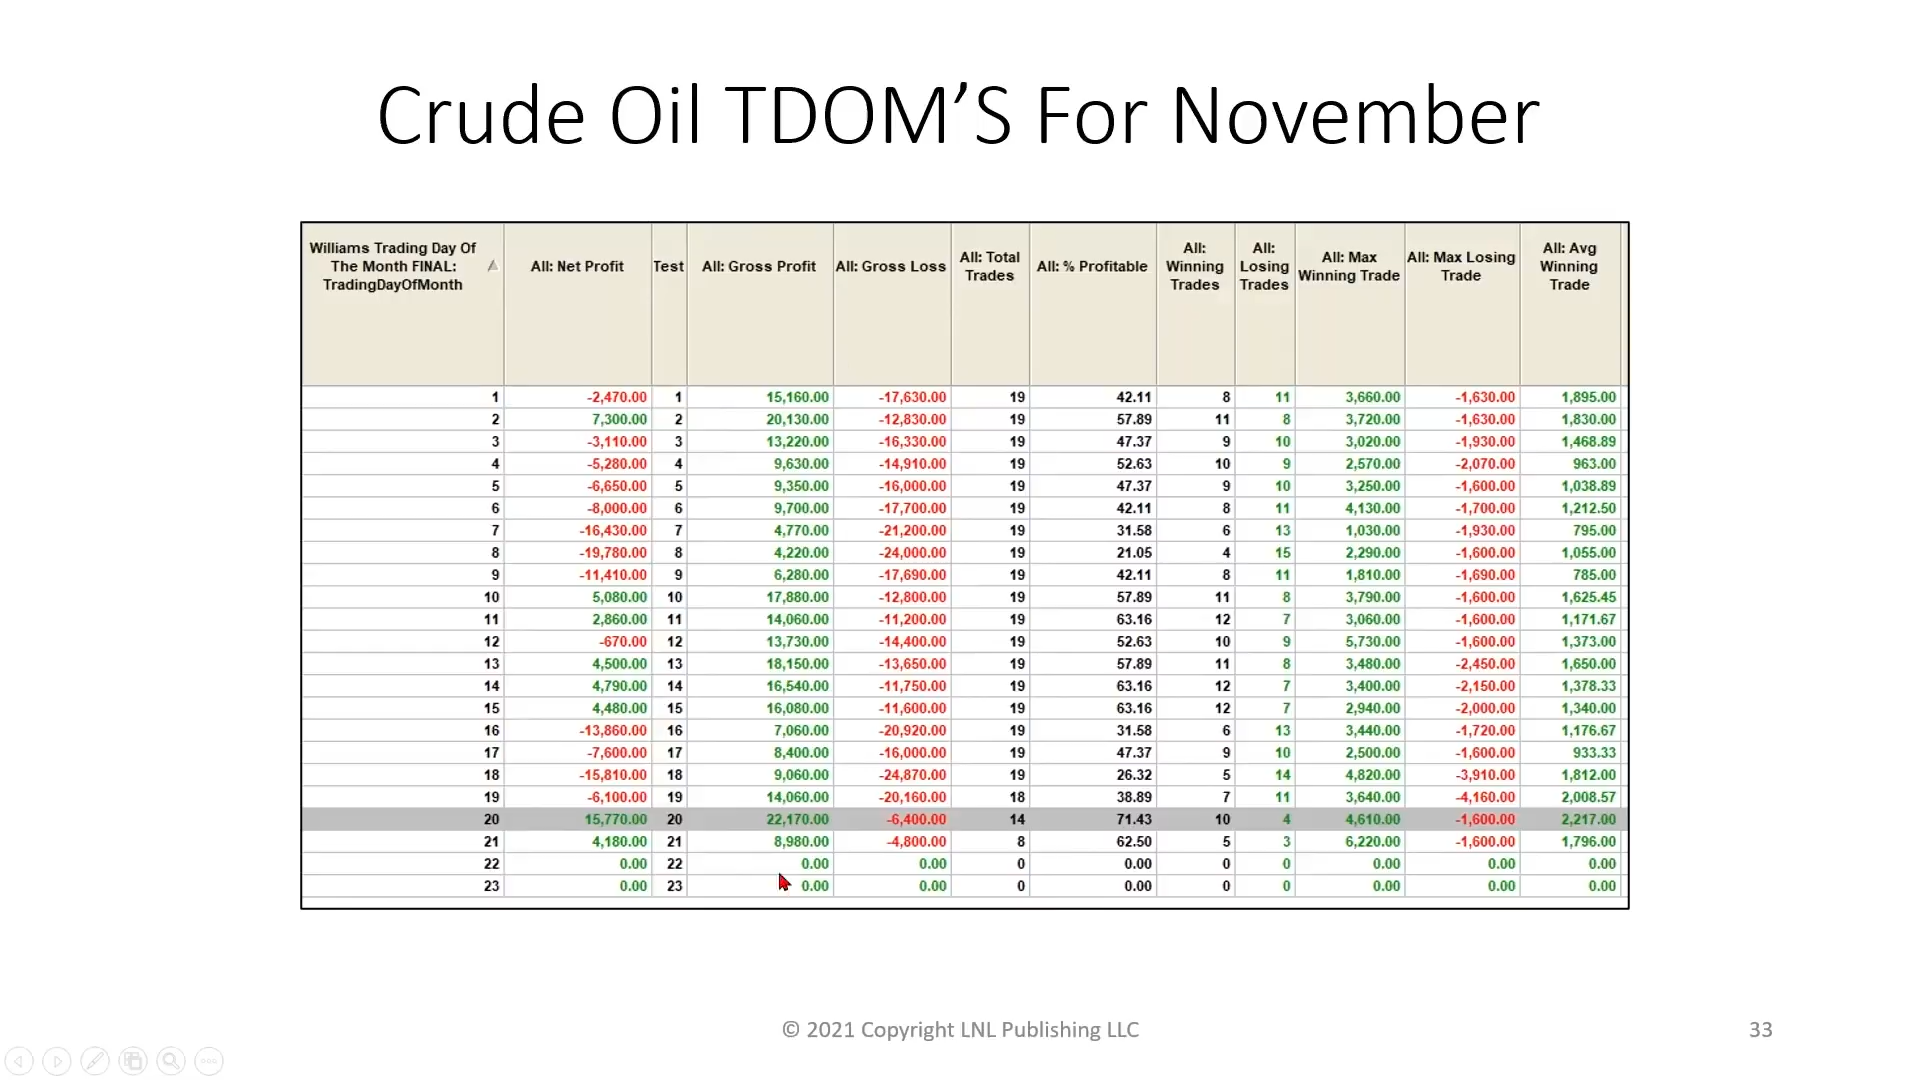 Crude Oil TDOM’S For November
Williams Trading Day Of The Month FINAL: TradingDayOfMonth All: Net Profit Test All: Gross Profit All: Gross Loss All: Total Trades All: % Profitable All: Winning Trades All: Losing Trades All: Max Winning Trade All: Max Losing Trade All: Avg Winning Trade
1 -2,470.00 1 15,160.00 -17,630.00 19 42.11 8 11 3,660.00 -1,630.00 1,895.00
2 7,300.00 2 20,130.00 -12,830.00 19 57.89 11 8 3,720.00 -1,630.00 1,830.00
3 -3,110.00 3 13,220.00 -16,330.00 19 47.37 9 10 3,020.00 -1,930.00 1,468.89
4 -5,280.00 4 9,630.00 -14,910.00 19 52.63 10 9 2,570.00 -2,070.00 963.00
5 -6,650.00 5 9,350.00 -16,000.00 19 47.37 9 10 3,250.00 -1,600.00 1,038.89
6 -8,000.00 6 9,700.00 -17,700.00 19 42.11 8 11 4,130.00 -1,700.00 1,212.50
7 -16,430.00 7 4,770.00 -21,200.00 19 31.58 6 13 1,030.00 -1,930.00 795.00
8 -19,780.00 8 4,220.00 -24,000.00 19 21.05 4 15 2,290.00 -1,600.00 1,055.00
9 -11,410.00 9 6,280.00 -17,690.00 19 42.11 8 11 1,810.00 -1,690.00 785.00
10 5,080.00 10 17,880.00 -12,800.00 19 57.89 11 8 3,790.00 -1,600.00 1,625.45
11 2,860.00 11 14,060.00 -11,200.00 19 63.16 12 7 3,060.00 -1,600.00 1,171.67
12 -670.00 12 13,730.00 -14,400.00 19 52.63 10 9 5,730.00 -1,600.00 1,373.00
13 4,500.00 13 18,150.00 -13,650.00 19 57.89 11 8 3,480.00 -2,450.00 1,650.00
14 4,790.00 14 16,540.00 -11,750.00 19 63.16 12 7 3,400.00 -2,150.00 1,378.33
15 4,480.00 15 16,080.00 -11,600.00 19 63.16 12 7 2,940.00 -2,000.00 1,340.00
16 -13,860.00 16 7,060.00 -20,920.00 19 31.58 6 13 3,440.00 -1,720.00 1,176.67
17 -7,600.00 17 8,400.00 -16,000.00 19 47.37 9 10 2,500.00 -1,600.00 933.33
18 -15,810.00 18 9,060.00 -24,870.00 19 26.32 5 14 4,820.00 -3,910.00 1,812.00
19 -6,100.00 19 14,060.00 -20,160.00 18 38.89 7 11 3,640.00 -4,160.00 2,008.57
20 15,770.00 20 22,170.00 -6,400.00 14 71.43 10 4 4,610.00 -1,600.00 2,217.00
21 4,180.00 21 8,980.00 -4,800.00 8 62.50 5 3 6,220.00 -1,600.00 1,796.00
22 0.00 22 0.00 0.00 0 0.00 0 0 0.00 0.00 0.00
23 0.00 23 0.00 0.00 0 0.00 0 0 0.00 0.00 0.00
© 2021 Copyright LNL Publishing LLC
33